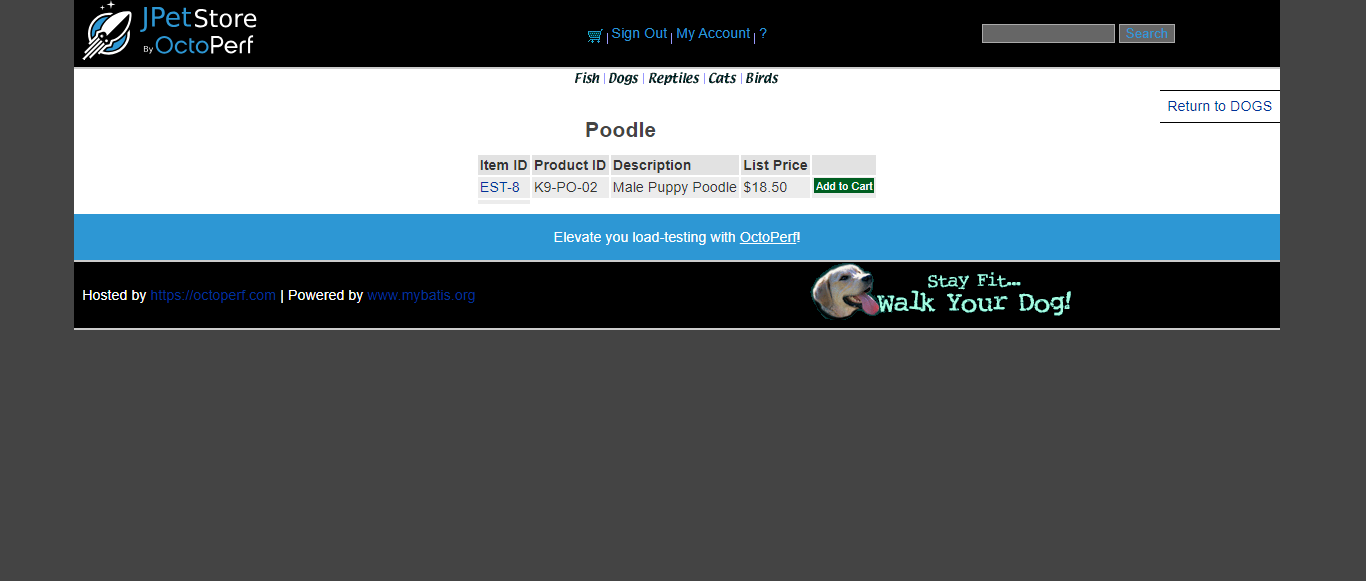 JPetStore
By OctoPerf
Sign Out | My Account | ?
Search
Fish | Dogs | Reptiles | Cats | Birds
Return to DOGS
Poodle
Item ID Product ID Description List Price
EST-8 K9-PO-02 Male Puppy Poodle $18.50 Add to Cart
Elevate you load-testing with OctoPerf!
Hosted by https://octoperf.com | Powered by www.mybatis.org
Stay Fit...
Walk Your Dog!